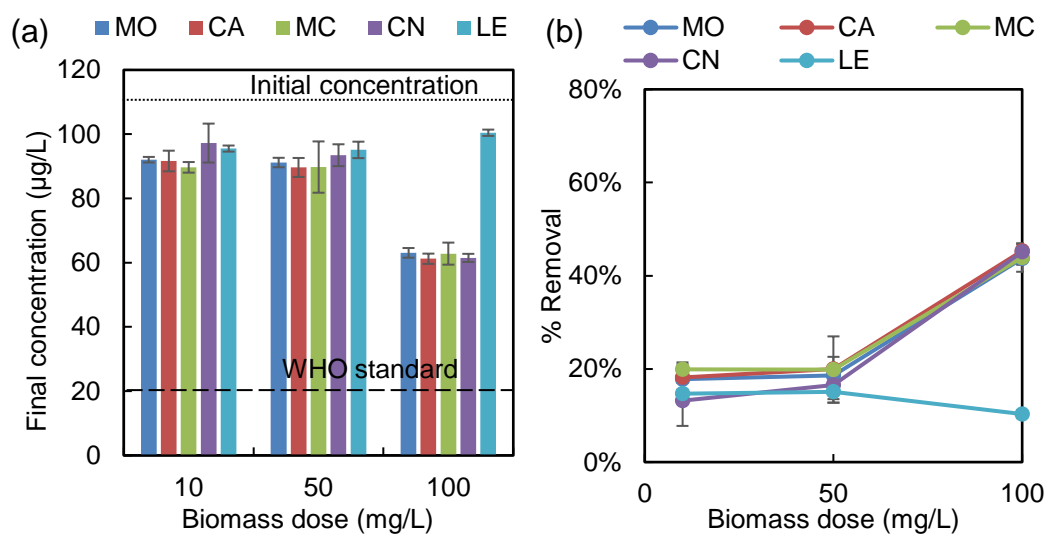 (a)
MO CA MC CN LE
120
100
80
60
40
20
0
Initial concentration
WHO standard
Final concentration (µg/L)
10 50 100
Biomass dose (mg/L)
(b)
MO CA MC
CN LE
80%
60%
40%
20%
0%
% Removal
0 50 100
Biomass dose (mg/L)